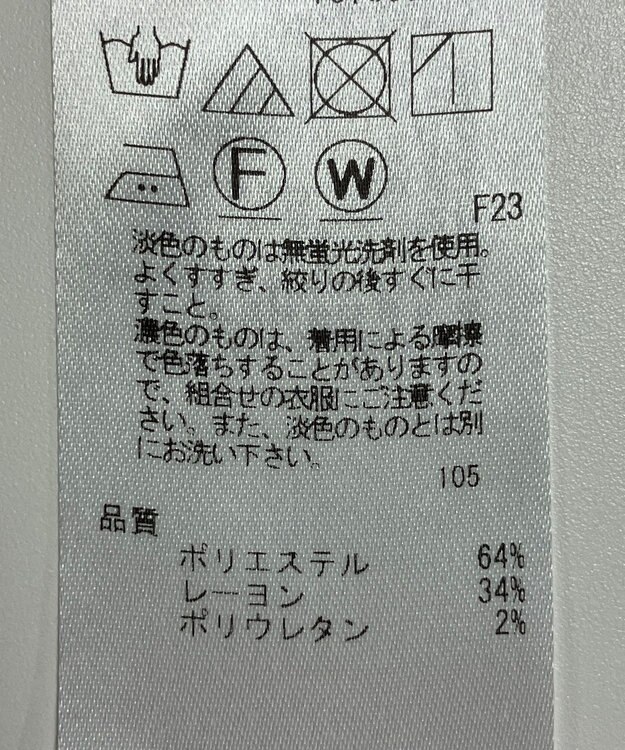 F W
F23
淡色のものは無蛍光洗剤を使用。
よくすすぎ、絞りの後すぐに干
すこと。
濃色のものは、着用による摩擦
で色落ちすることがありますの
で、組合せの衣服にご注意くだ
さい。また、淡色のものとは別
にお洗い下さい。
105
品質
ポリエステル 64%
レーヨン 34%
ポリウレタン 2%